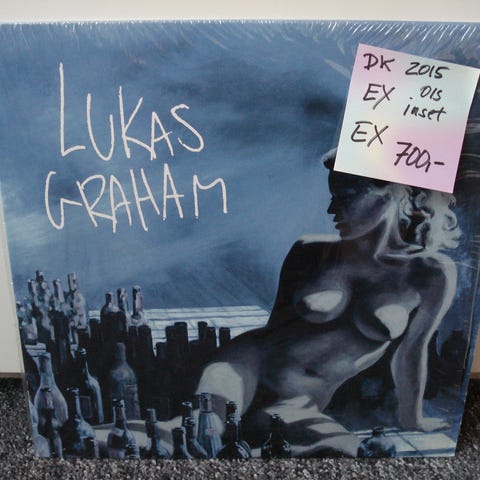 LUKAS
GRAHAM
DK 2015
EX . OIS
inset
EX
700,-